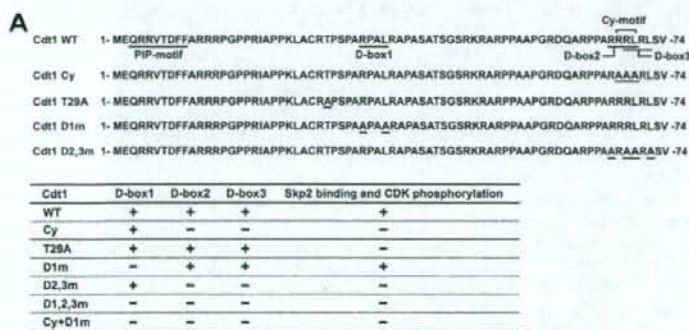 A
Cy-motif
Cdt1 WT 1- MEQRRVTDFFARRRPGPPRIAPPKLACRTPSPARPALRAPASATSGSRKRARPPAAPGRDQARPPARRRLRLSV -74
PIP-motif D-box1 D-box2 D-box3
Cdt1 Cy 1- MEQRRVTDFFARRRPGPPRIAPPKLACRTPSPARPALRAPASATSGSRKRARPPAAPGRDQARPPARAAARLSV -74
Cdt1 T29A 1- MEQRRVTDFFARRRPGPPRIAPPKLACRAPSPARPALRAPASATSGSRKRARPPAAPGRDQARPPARRRLRLSV -74
Cdt1 D1m 1- MEQRRVTDFFARRRPGPPRIAPPKLACRTPSPAAPAARAPASATSGSRKRARPPAAPGRDQARPPARRRLRLSV -74
Cdt1 D2,3m 1- MEQRRVTDFFARRRPGPPRIAPPKLACRTPSPARPALRAPASATSGSRKRARPPAAPGRDQARPPAARAARASV -74
Cdt1 D-box1 D-box2 D-box3 Skp2 binding and CDK phosphorylation
WT + + + +
Cy + – – –
T29A + + + –
D1m – + + +
D2,3m + – – –
D1,2,3m – – – –
Cy+D1m – – – –